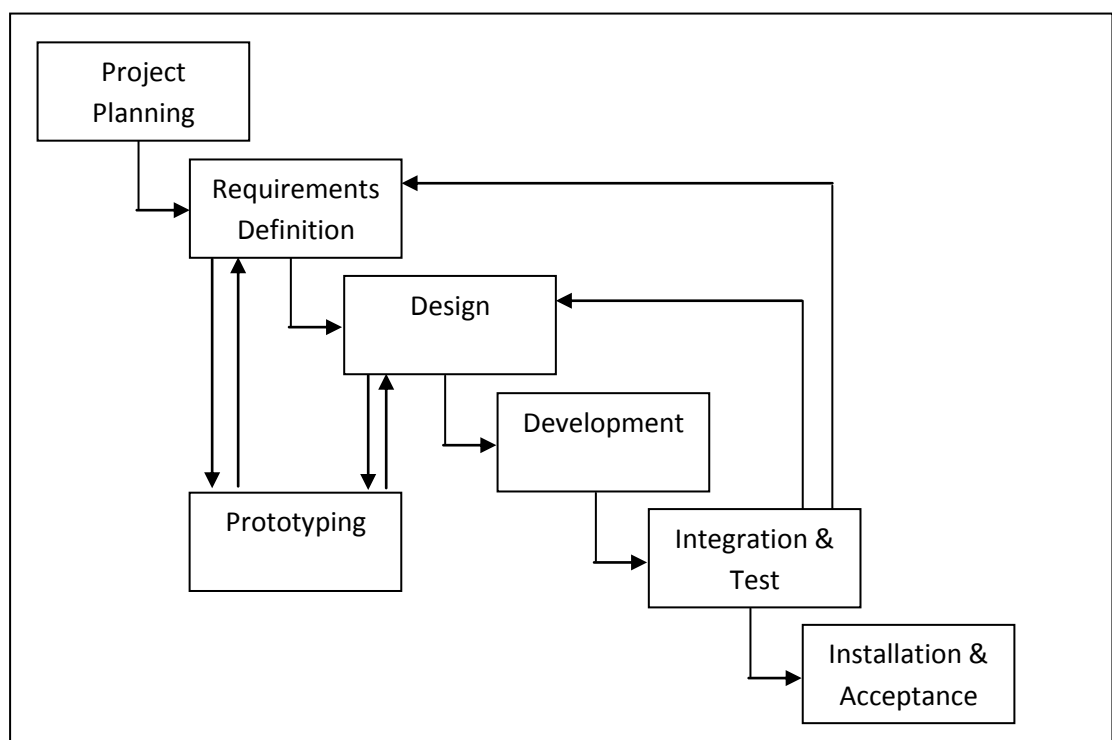 Project
Planning
Requirements
Definition
Design
Development
Prototyping
Integration &
Test
Installation &
Acceptance